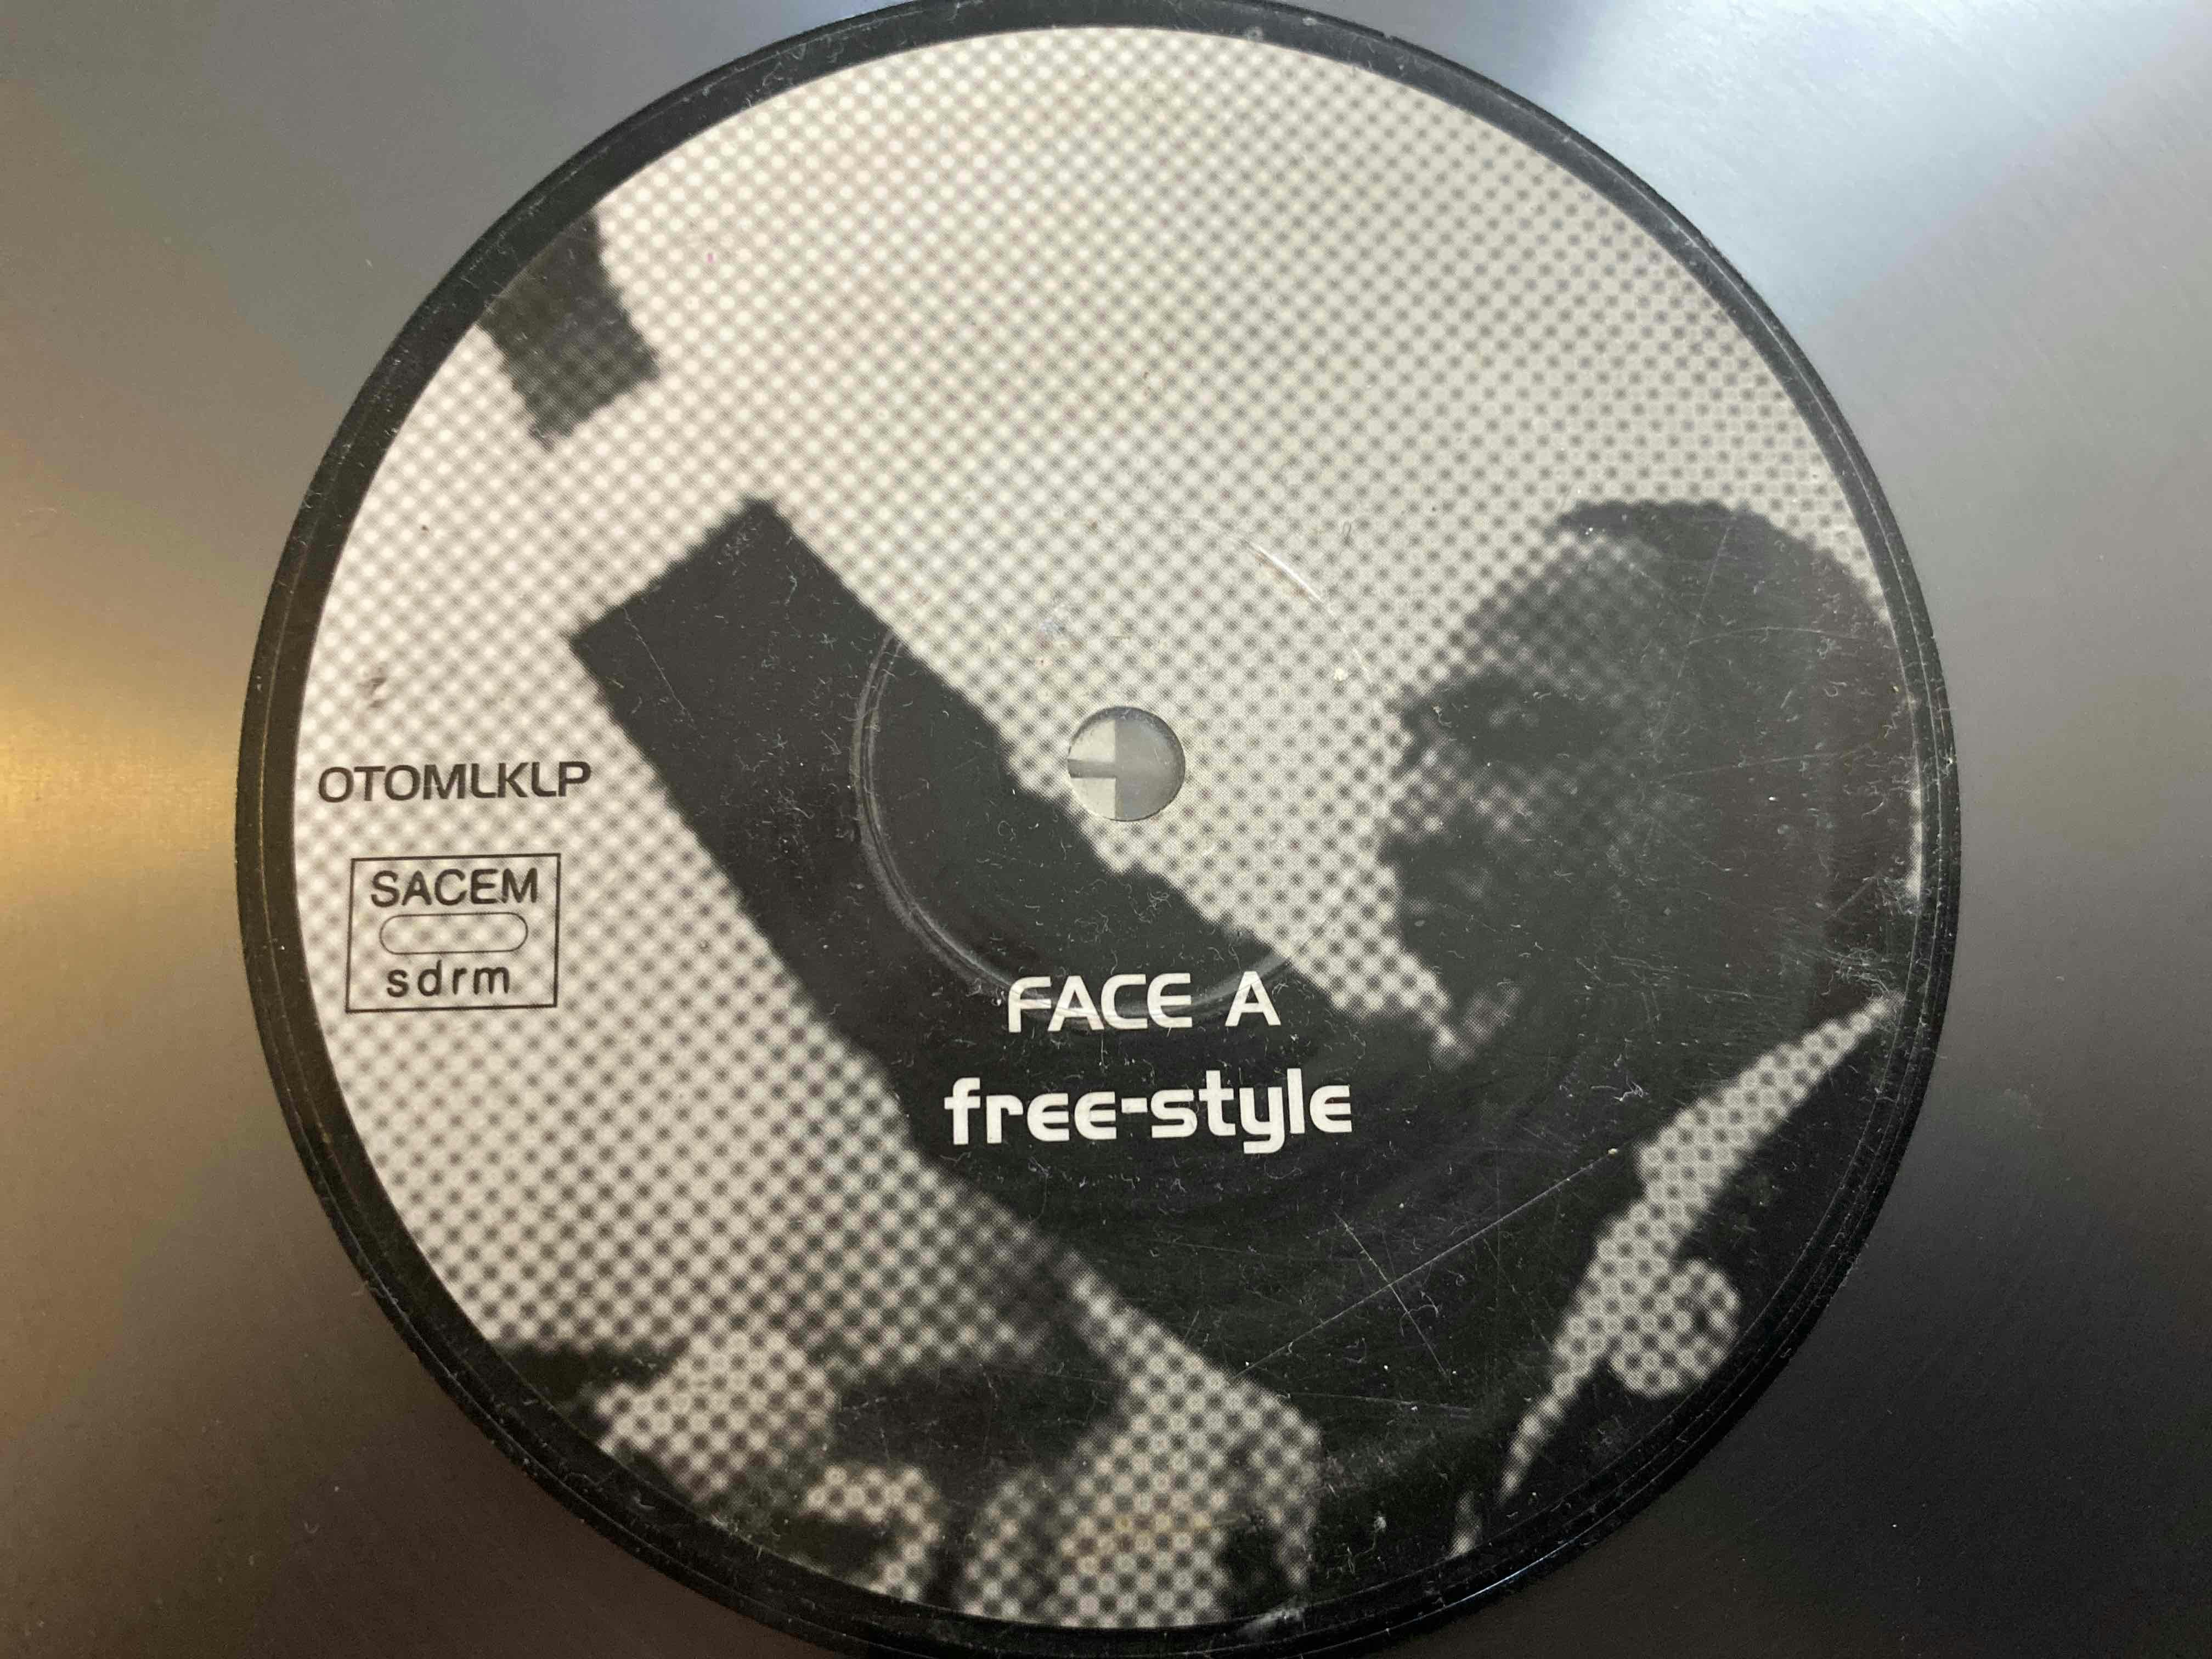 OTOMLKLP
SACEM
sdrm
FACE A
free-style